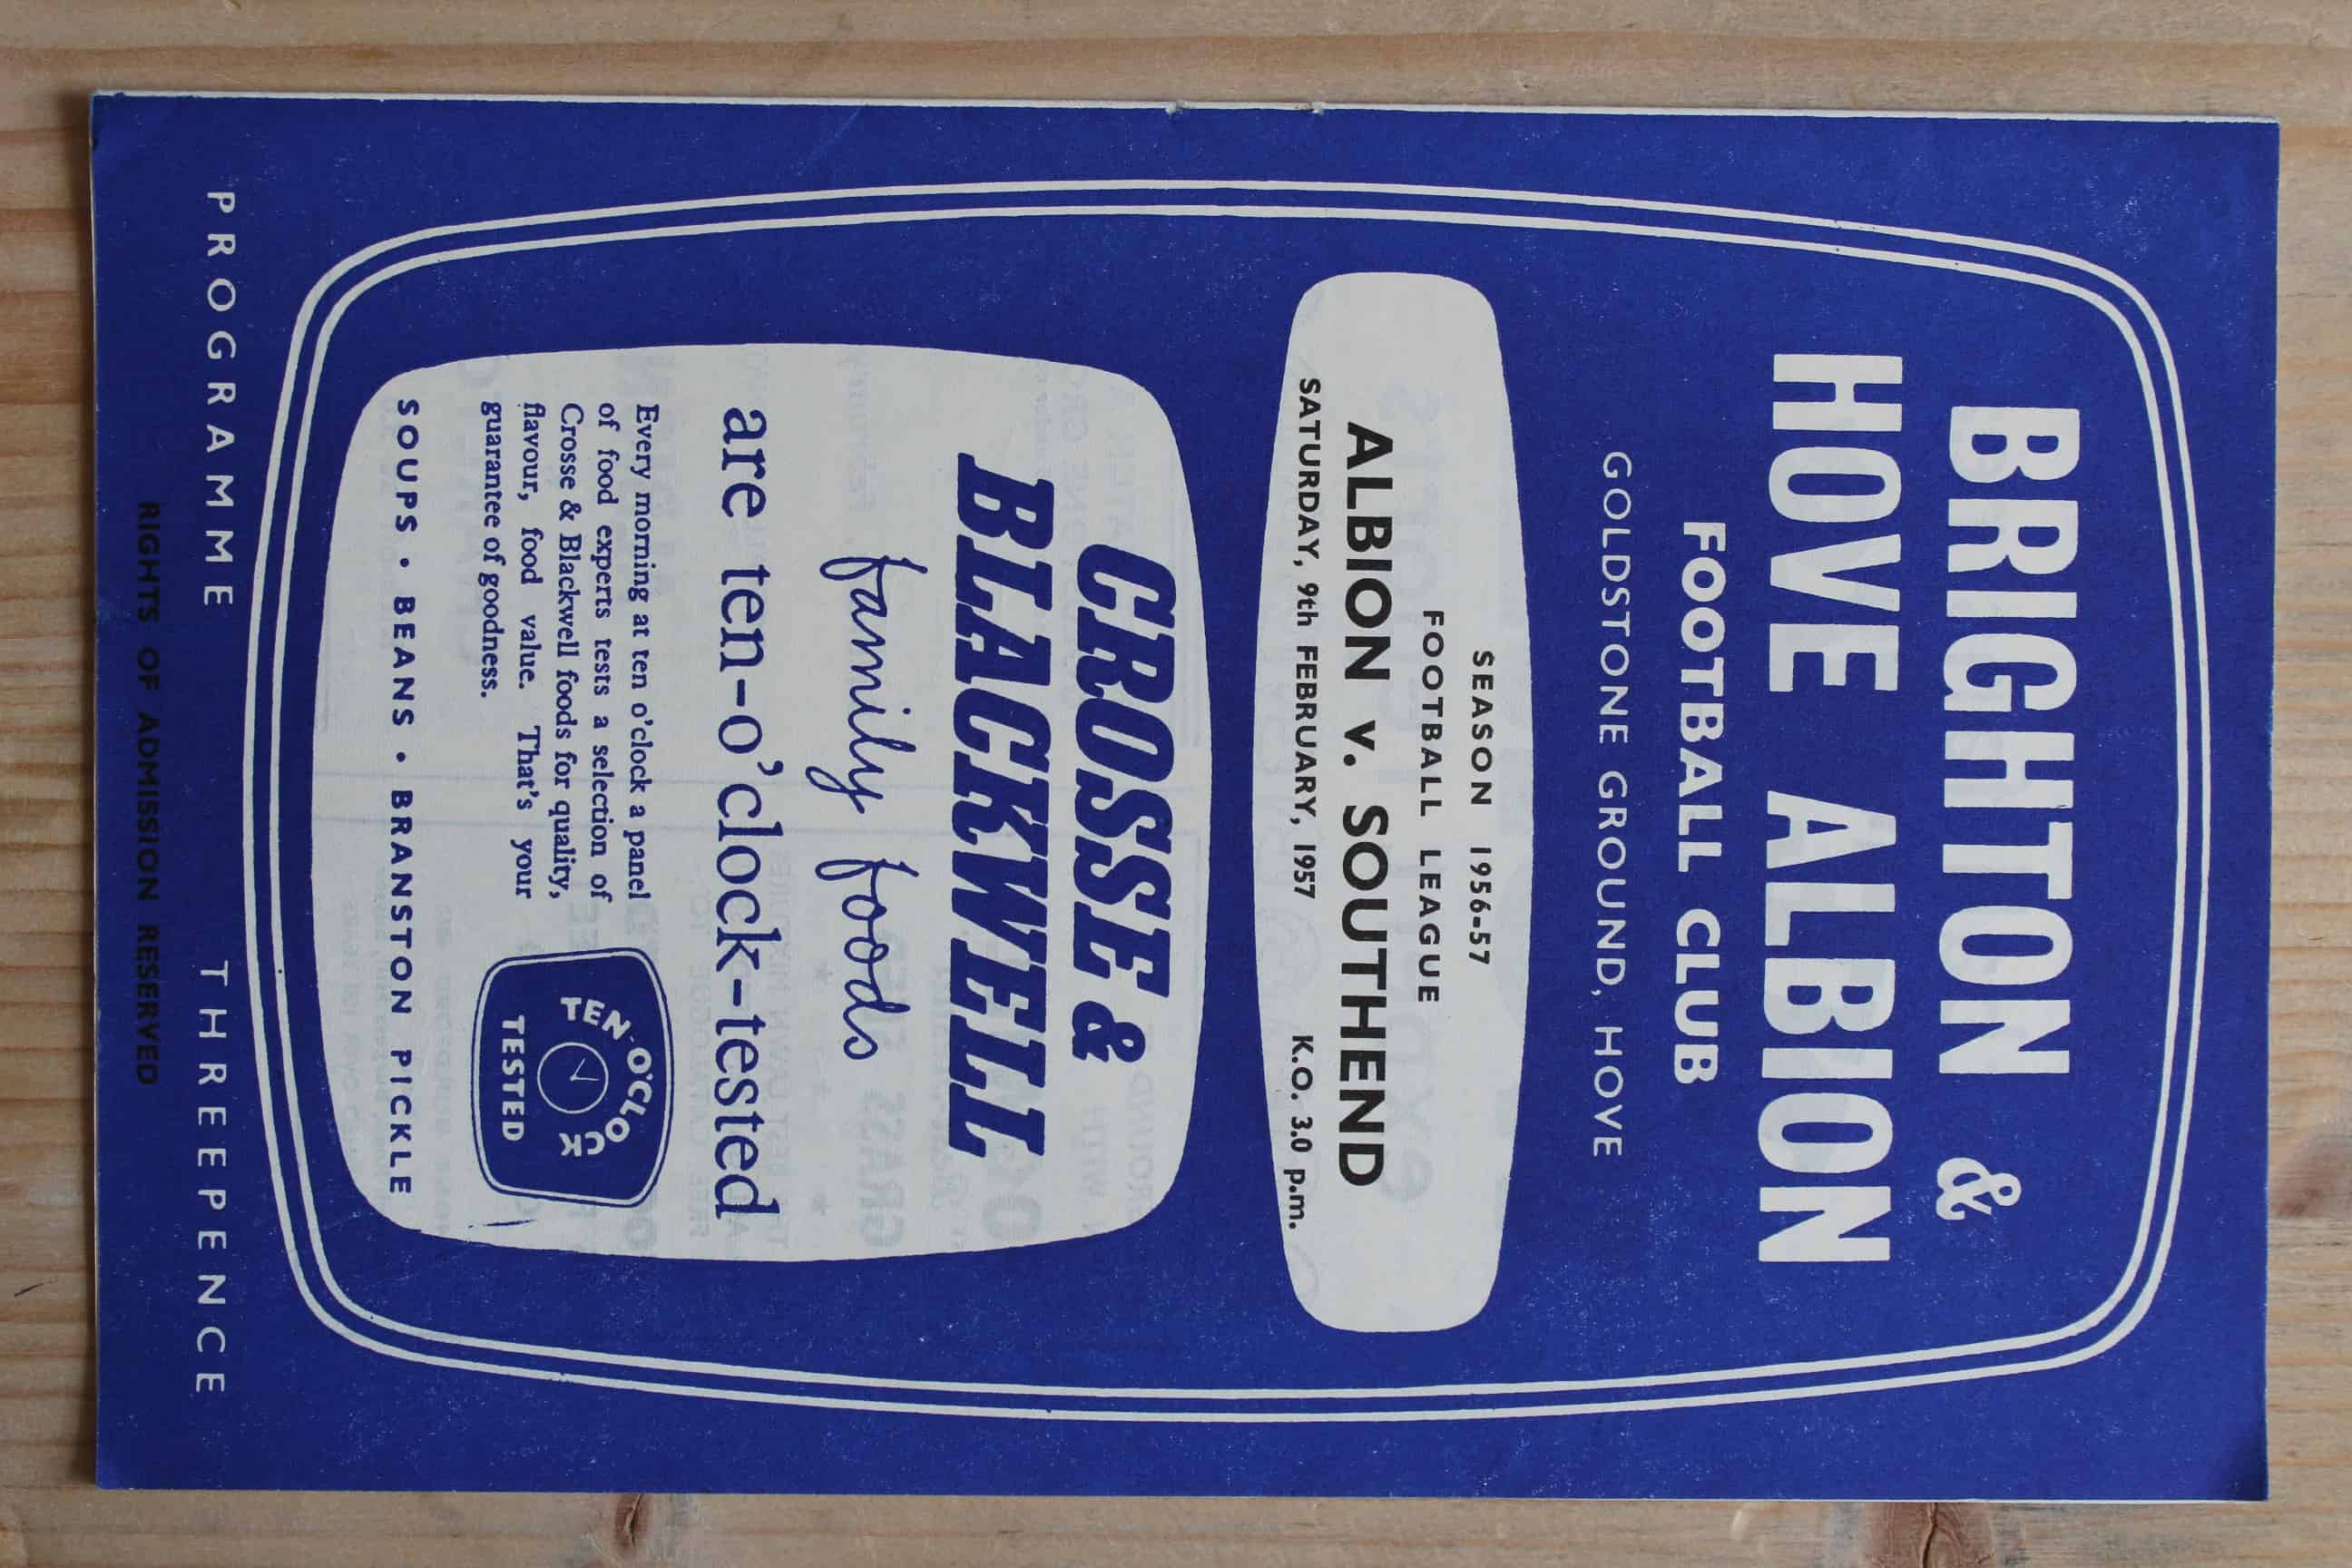 BRIGHTON &
HOVE ALBION
FOOTBALL CLUB
GOLDSTONE GROUND, HOVE
SEASON 1956-57
FOOTBALL LEAGUE
ALBION v. SOUTHEND
SATURDAY, 9th FEBRUARY, 1957 K.O. 3.0 p.m.
CROSSE &
BLACKWELL
family foods
are ten-o'clock-tested
Every morning at ten o'clock a panel
of food experts tests a selection of
Crosse & Blackwell foods for quality,
flavour, food value. That's your
guarantee of goodness.
TEN-O'CLOCK
TESTED
SOUPS · BEANS · BRANSTON PICKLE
PROGRAMME THREEPENCE
RIGHTS OF ADMISSION RESERVED